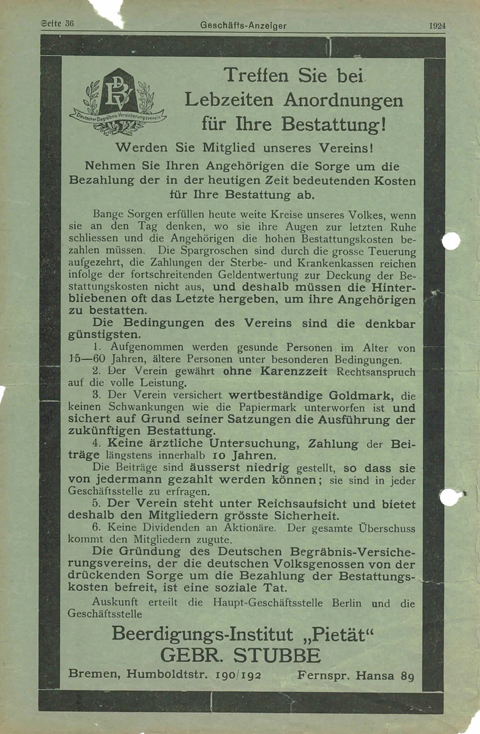 Seite 36
Geschäfts-Anzeiger
1924
DBV
Deutscher Begräbnis-Versicherungsverein
Treffen Sie bei
Lebzeiten Anordnungen
für Ihre Bestattung!
Werden Sie Mitglied unseres Vereins!
Nehmen Sie Ihren Angehörigen die Sorge um die
Bezahlung der in der heutigen Zeit bedeutenden Kosten
für Ihre Bestattung ab.
Bange Sorgen erfüllen heute weite Kreise unseres Volkes, wenn
sie an den Tag denken, wo sie ihre Augen zur letzten Ruhe
schliessen und die Angehörigen die hohen Bestattungskosten be-
zahlen müssen. Die Spargroschen sind durch die grosse Teuerung
aufgezehrt, die Zahlungen der Sterbe- und Krankenkassen reichen
infolge der fortschreitenden Geldentwertung zur Deckung der Be-
stattungskosten nicht aus, und deshalb müssen die Hinter-
bliebenen oft das Letzte hergeben, um ihre Angehörigen
zu bestatten.
Die Bedingungen des Vereins sind die denkbar
günstigsten.
1. Aufgenommen werden gesunde Personen im Alter von
15—60 Jahren, ältere Personen unter besonderen Bedingungen.
2. Der Verein gewährt ohne Karenzzeit Rechtsanspruch
auf die volle Leistung.
3. Der Verein versichert wertbeständige Goldmark, die
keinen Schwankungen wie die Papiermark unterworfen ist und
sichert auf Grund seiner Satzungen die Ausführung der
zukünftigen Bestattung.
4. Keine ärztliche Untersuchung, Zahlung der Bei-
träge längstens innerhalb 10 Jahren.
Die Beiträge sind äusserst niedrig gestellt, so dass sie
von jedermann gezahlt werden können; sie sind in jeder
Geschäftsstelle zu erfragen.
5. Der Verein steht unter Reichsaufsicht und bietet
deshalb den Mitgliedern grösste Sicherheit.
6. Keine Dividenden an Aktionäre. Der gesamte Überschuss
kommt den Mitgliedern zugute.
Die Gründung des Deutschen Begräbnis-Versiche-
rungsvereins, der die deutschen Volksgenossen von der
drückenden Sorge um die Bezahlung der Bestattungs-
kosten befreit, ist eine soziale Tat.
Auskunft erteilt die Haupt-Geschäftsstelle Berlin und die
Geschäftsstelle
Beerdigungs-Institut „Pietät“
GEBR. STUBBE
Bremen, Humboldtstr. 190/192 Fernspr. Hansa 89